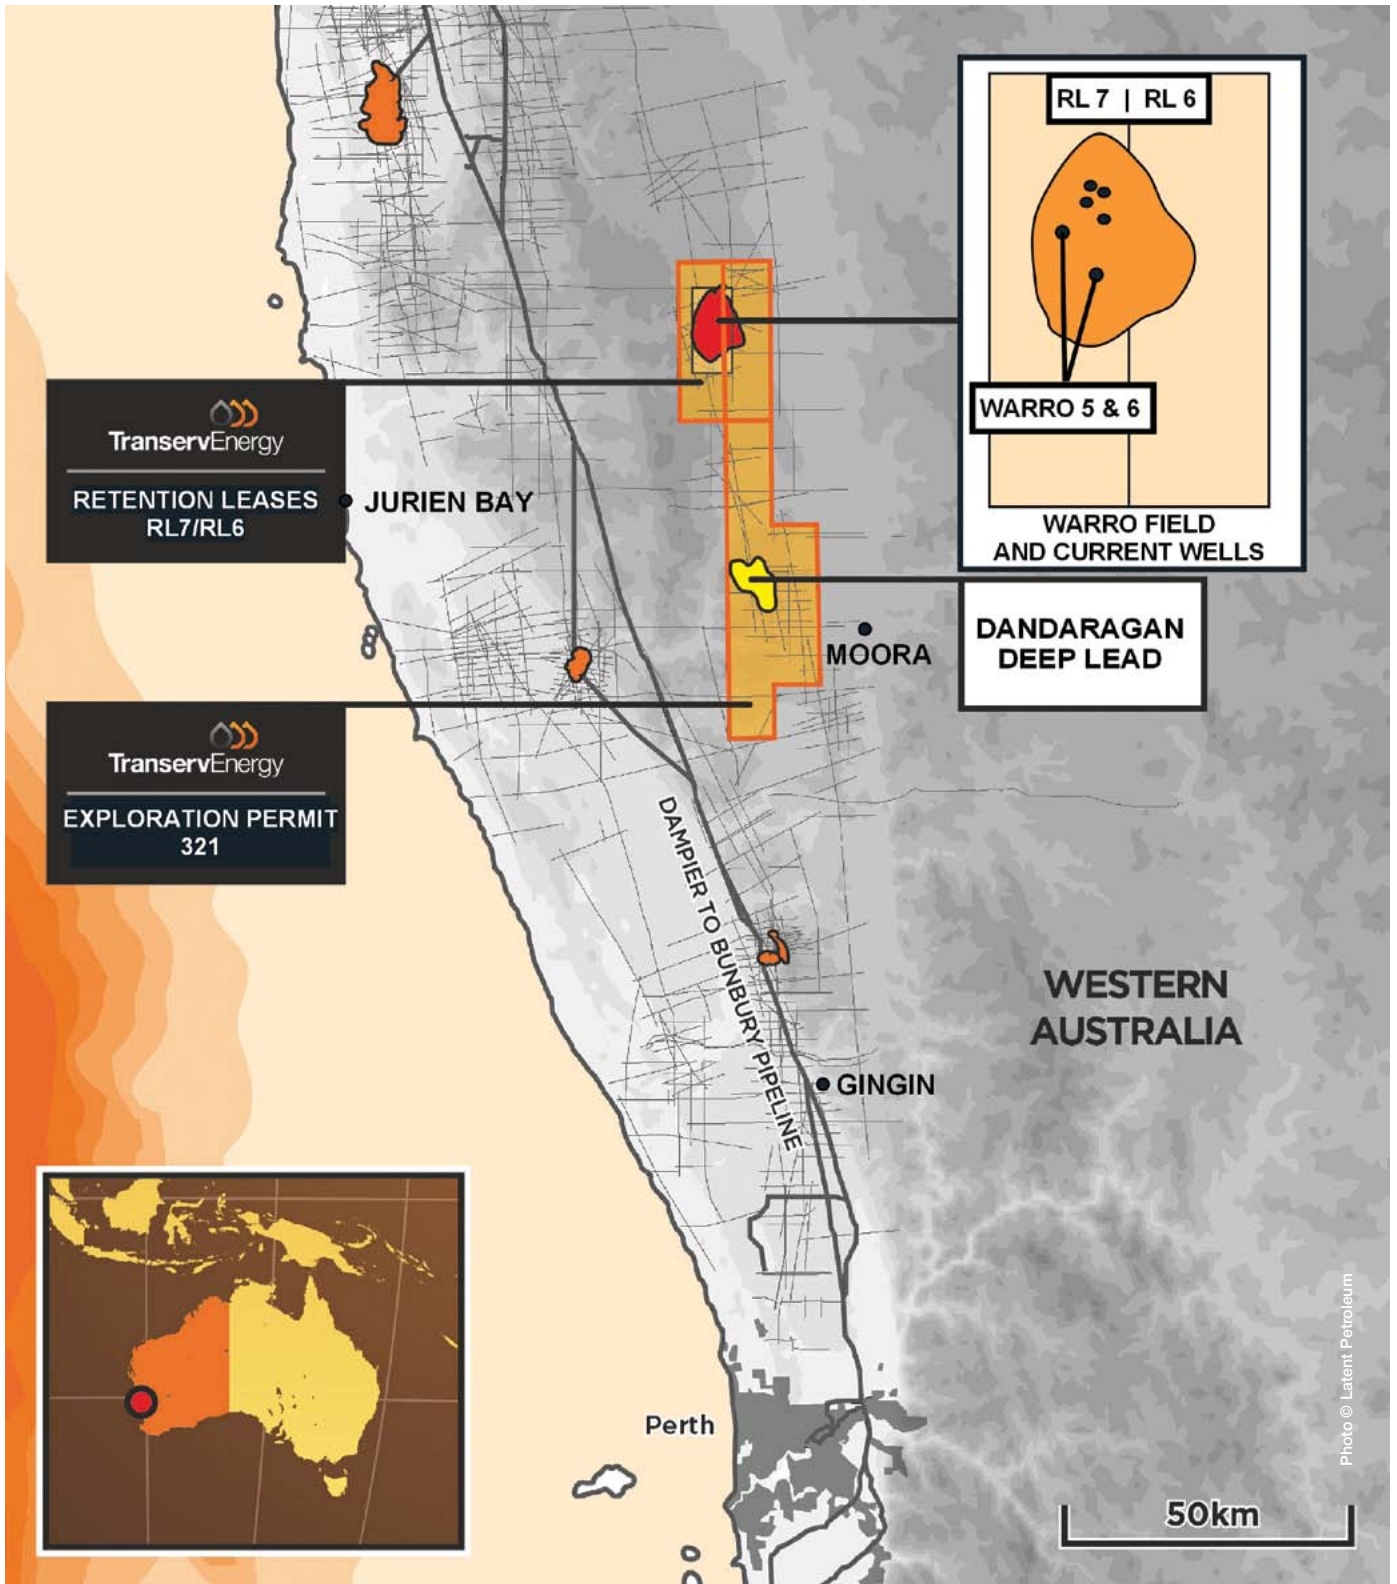 RL 7 | RL 6
WARRO 5 & 6
WARRO FIELD
AND CURRENT WELLS
TranservEnergy
RETENTION LEASES
RL7/RL6
JURIEN BAY
DANDARAGAN
DEEP LEAD
MOORA
TranservEnergy
EXPLORATION PERMIT
321
DAMPIER TO BUNBURY PIPELINE
WESTERN
AUSTRALIA
GINGIN
Perth
50km
Photo © Latent Petroleum